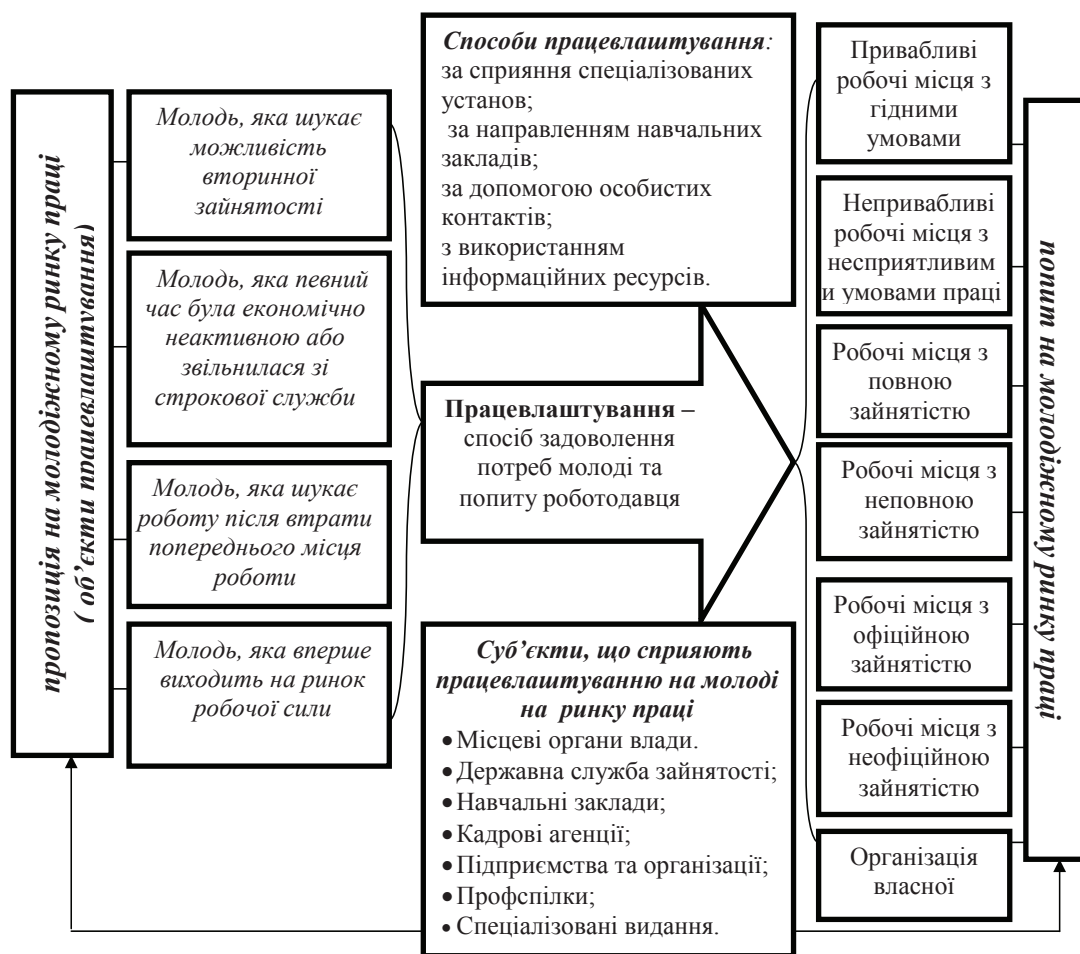 пропозиція на молодіжному ринку праці
( об’єкти працевлаштування)
Молодь, яка шукає
можливість
вторинної
зайнятості
Молодь, яка певний
час була економічно
неактивною або
звільнилася зі
строкової служби
Молодь, яка шукає
роботу після втрати
попереднього місця
роботи
Молодь, яка вперше
виходить на ринок
робочої сили
Способи працевлаштування:
за сприяння спеціалізованих
установ;
за направленням навчальних
закладів;
за допомогою особистих
контактів;
з використанням
інформаційних ресурсів.
Працевлаштування –
спосіб задоволення
потреб молоді та
попиту роботодавця
Суб’єкти, що сприяють
працевлаштуванню на молоді
на ринку праці
• Місцеві органи влади.
• Державна служба зайнятості;
• Навчальні заклади;
• Кадрові агенції;
• Підприємства та організації;
• Профспілки;
• Спеціалізовані видання.
Привабливі
робочі місця з
гідними
умовами
Непривабливі
робочі місця з
несприятливим
и умовами праці
Робочі місця з
повною
зайнятістю
Робочі місця з
неповною
зайнятістю
Робочі місця з
офіційною
зайнятістю
Робочі місця з
неофіційною
зайнятістю
Організація
власної
попит на молодіжному ринку праці